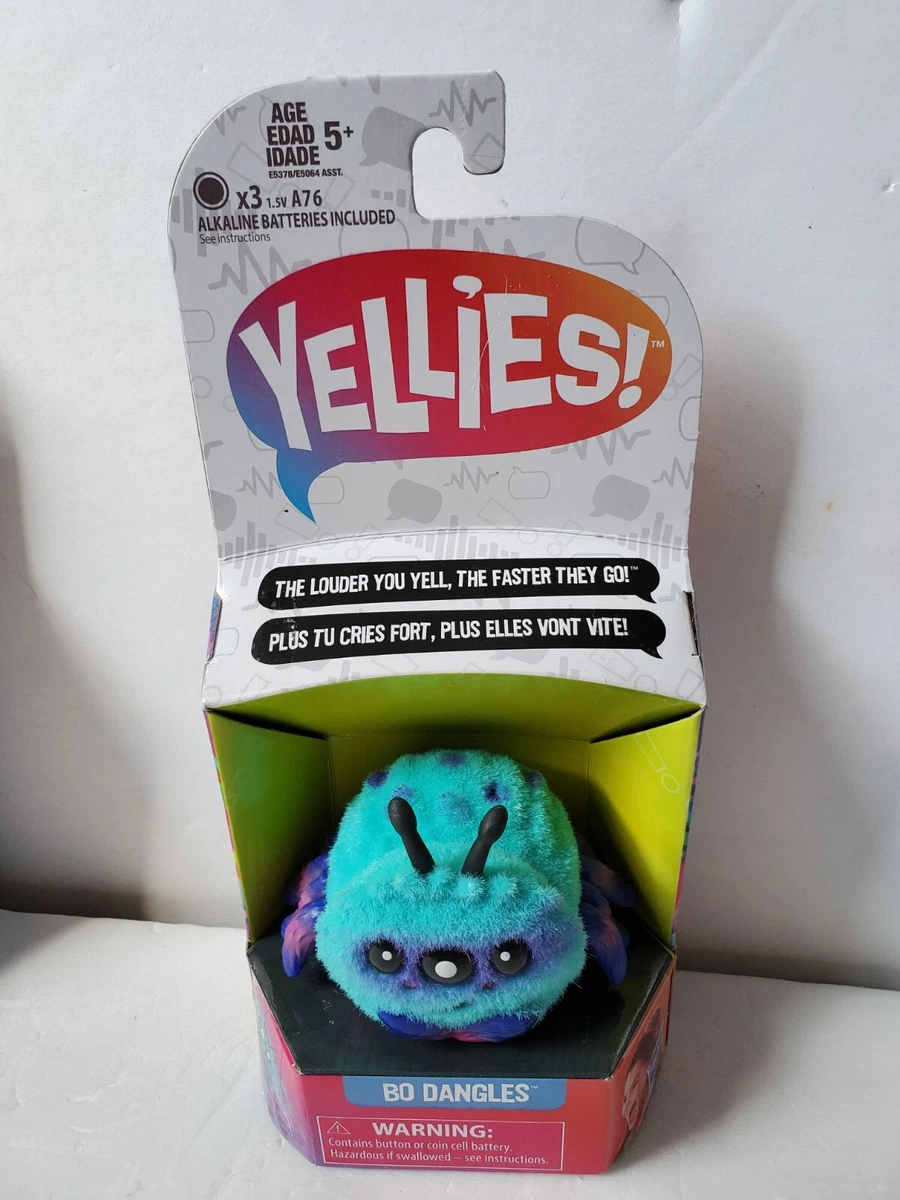 AGE
EDAD 5+
IDADE
E5378/E5064 ASST.
x3 1.5V A76
ALKALINE BATTERIES INCLUDED
See instructions
YELLIES!™
THE LOUDER YOU YELL, THE FASTER THEY GO!™
PLUS TU CRIES FORT, PLUS ELLES VONT VITE!
BO DANGLES™
WARNING:
Contains button or coin cell battery.
Hazardous if swallowed — see instructions.